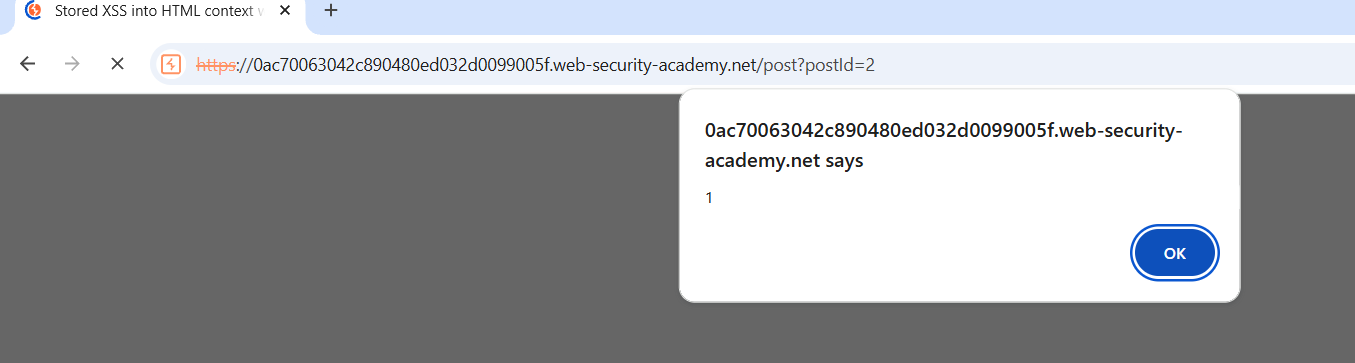 Stored XSS into HTML context w
https://0ac70063042c890480ed032d0099005f.web-security-academy.net/post?postId=2
0ac70063042c890480ed032d0099005f.web-security-
academy.net says
1
OK